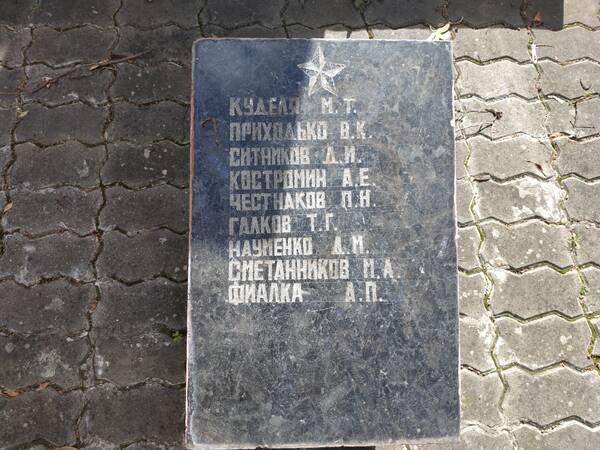 КУДЕЛЯ М.Т.
ПРИХОДЬКО В.К.
СИТНИКОВ Д.И.
КОСТРОМИН А.Е
ЧЕСТНАКОВ П.Н
ГАЛКОВ Т.Г.
НАУМЕНКО Д.М.
СМЕТАННИКОВ М.А.
ФИАЛКА А.П.